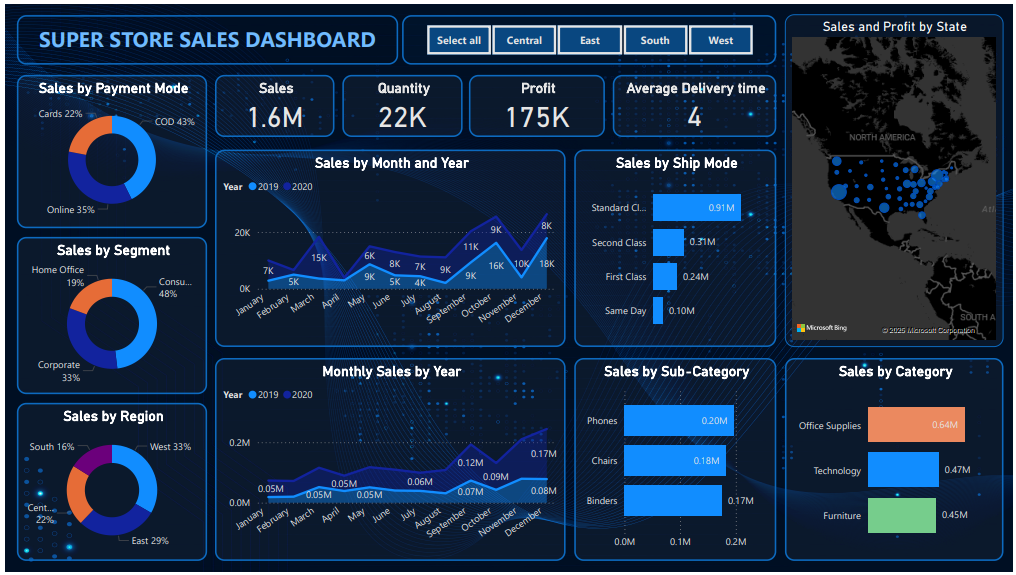 SUPER STORE SALES DASHBOARD
Select all
Central
East
South
West
Sales and Profit by State
NORTH AMERICA
Ati
SOUTH A
Microsoft Bing
© 2025 Microsoft Corporation
Sales by Payment Mode
Cards 22%
COD 43%
Online 35%
Sales
1.6M
Quantity
22K
Profit
175K
Average Delivery time
4
Sales by Segment
Home Office
19%
Consu...
48%
Corporate
33%
Sales by Region
South 16%
West 33%
Cent...
22%
East 29%
Sales by Month and Year
Year 2019 2020
20K
0K
7K
5K
15K
6K
9K
8K
5K
7K
4K
9K
11K
9K
9K
16K
10K
8K
18K
January
February
March
April
May
June
July
August
September
October
November
December
Sales by Ship Mode
Standard Cl...
0.91M
Second Class
0.31M
First Class
0.24M
Same Day
0.10M
Monthly Sales by Year
Year 2019 2020
0.2M
0.0M
0.05M
0.05M
0.05M
0.05M
0.06M
0.12M
0.07M
0.09M
0.17M
0.08M
January
February
March
April
May
June
July
August
September
October
November
December
Sales by Sub-Category
Phones
0.20M
Chairs
0.18M
Binders
0.17M
0.0M
0.1M
0.2M
Sales by Category
Office Supplies
0.64M
Technology
0.47M
Furniture
0.45M